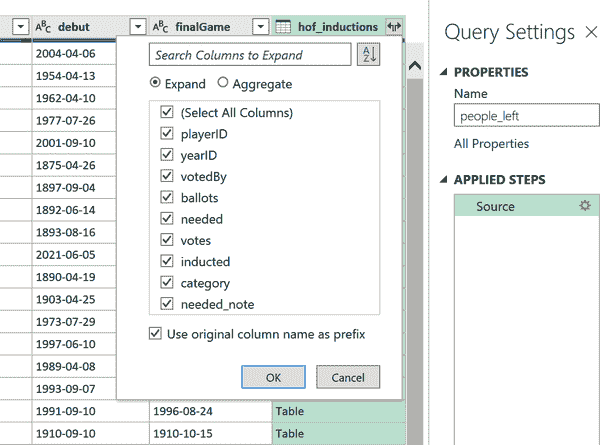 ABC debut ABC finalGame hof_inductions Query Settings
Search Columns to Expand AZ
Expand Aggregate
(Select All Columns)
playerID
yearID
votedBy
ballots
needed
votes
inducted
category
needed_note
Use original column name as prefix
OK Cancel
2004-04-06
1954-04-13
1962-04-10
1977-07-26
2001-09-10
1875-04-26
1897-09-04
1892-06-14
1893-08-16
2021-06-05
1890-04-19
1903-04-25
1973-07-29
1997-06-10
1989-04-08
1993-09-07
1991-09-10 1996-08-24 Table
1910-09-10 1910-10-15 Table
PROPERTIES
Name
people_left
All Properties
APPLIED STEPS
Source